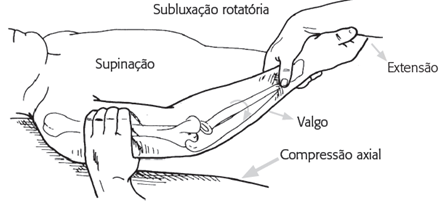 Subluxação rotatória
Supinação
Extensão
Valgo
Compressão axial